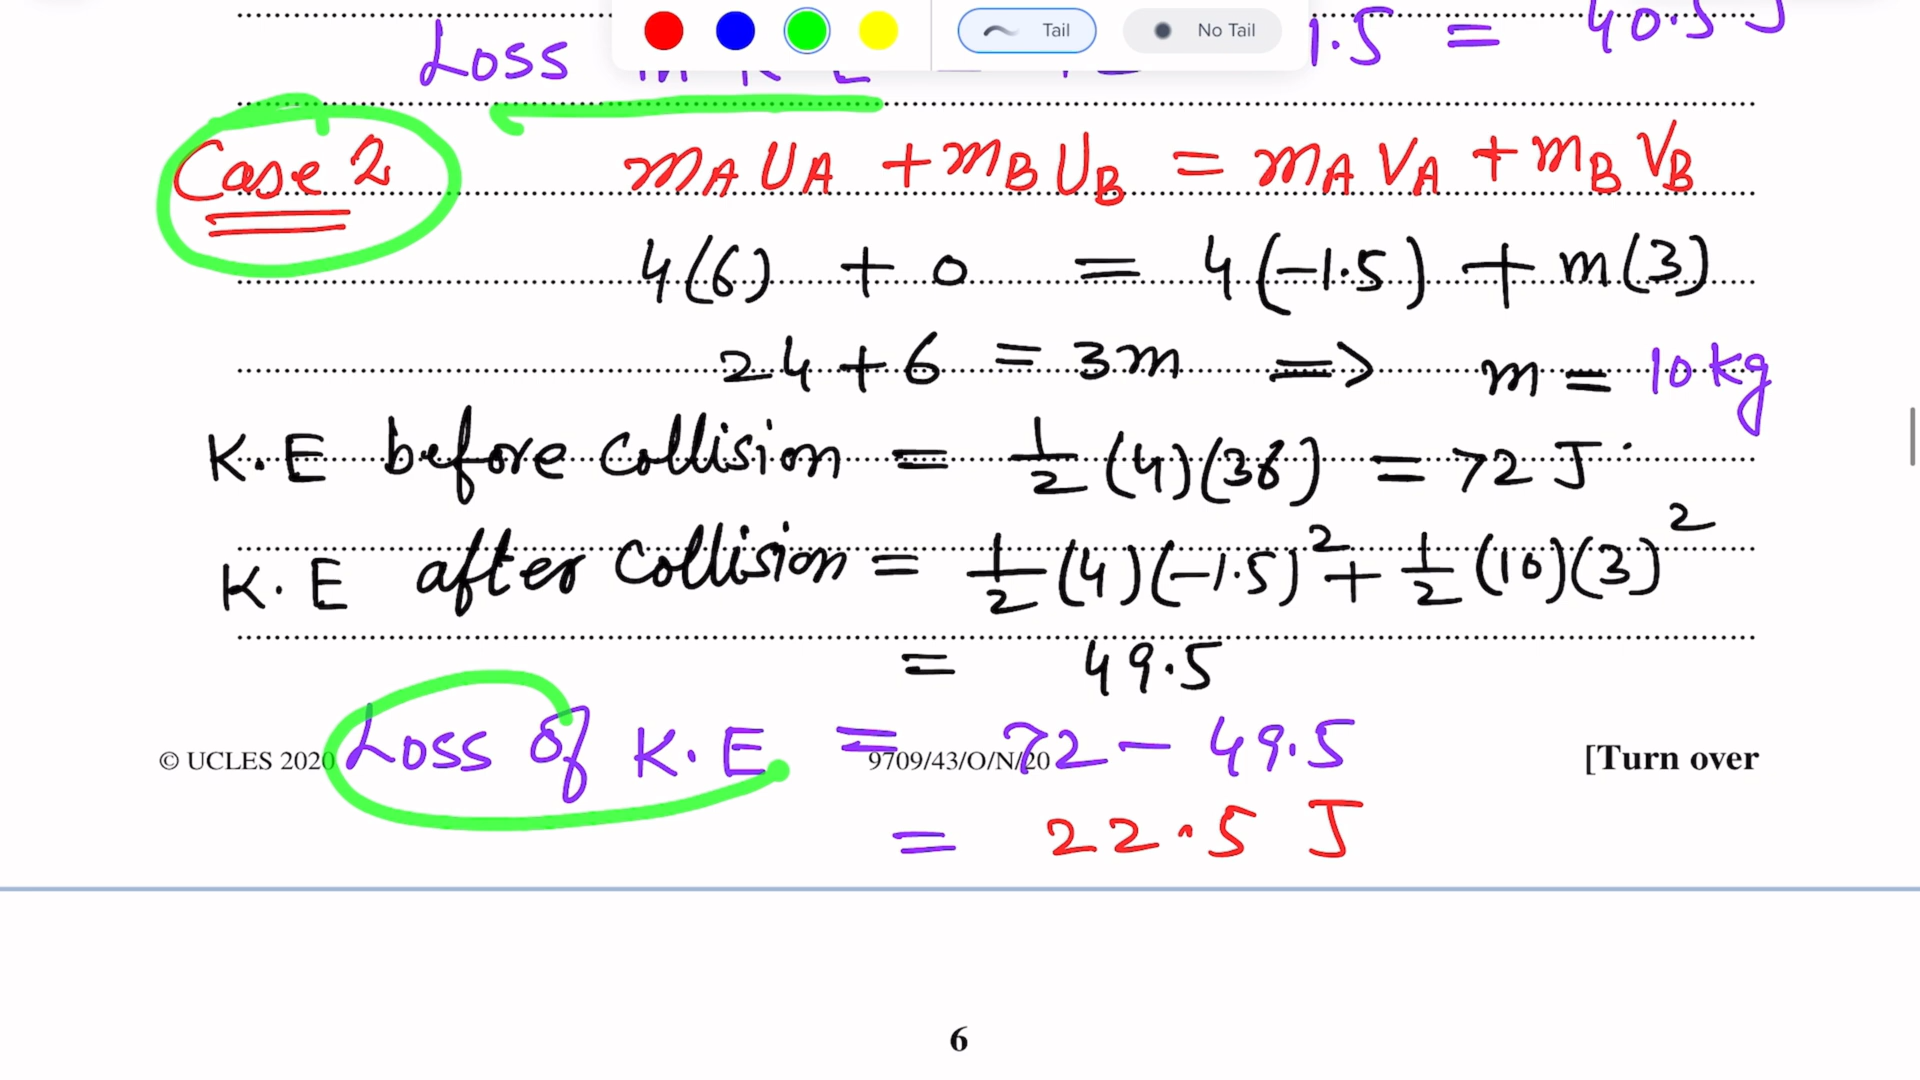 Tail No Tail
Loss in K E 1.5 = 40.5 J
Case 2 mA UA + mB UB = mA VA + mB VB
4(6) + 0 = 4(-1.5) + m(3)
24 + 6 = 3m => m = 10 kg
K.E before collision = 1/2 (4)(36) = 72 J
K.E after collision = 1/2 (4)(-1.5)² + 1/2 (10)(3)²
= 49.5
Loss of K.E = 72 - 49.5
© UCLES 2020 9709/43/O/N/20 [Turn over
= 22.5 J
6